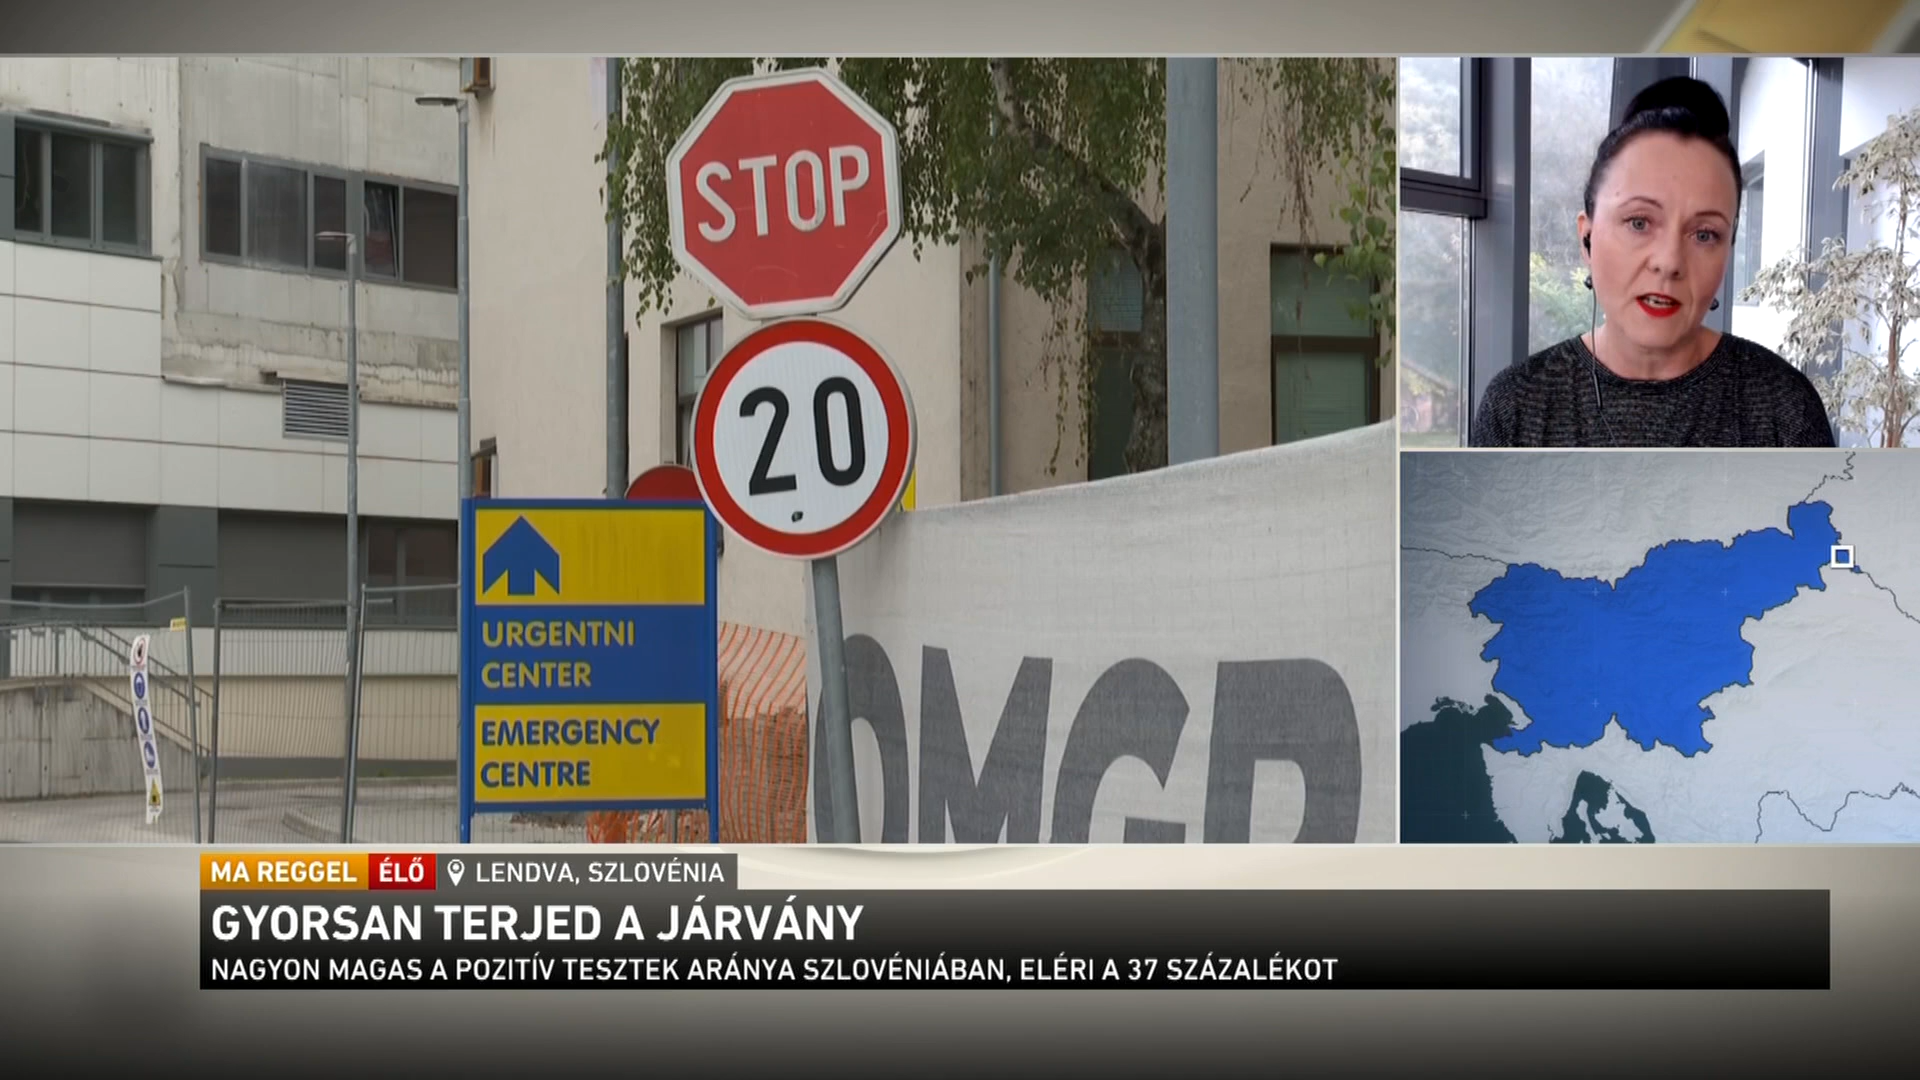 STOP
20
URGENTNI
CENTER
EMERGENCY
CENTRE
OMGR
MA REGGEL ÉLŐ LENDVA, SZLOVÉNIA
GYORSAN TERJED A JÁRVÁNY
NAGYON MAGAS A POZITÍV TESZTEK ARÁNYA SZLOVÉNIÁBAN, ELÉRI A 37 SZÁZALÉKOT